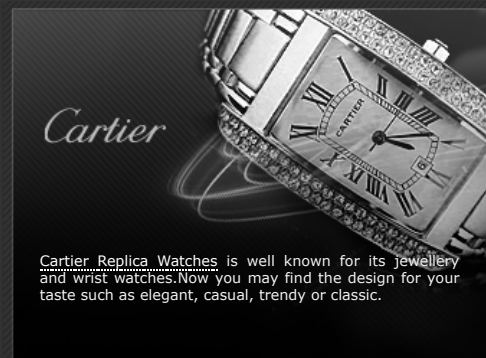 Cartier
CARTIER
Cartier Replica Watches is well known for its jewellery
and wrist watches.Now you may find the design for your
taste such as elegant, casual, trendy or classic.